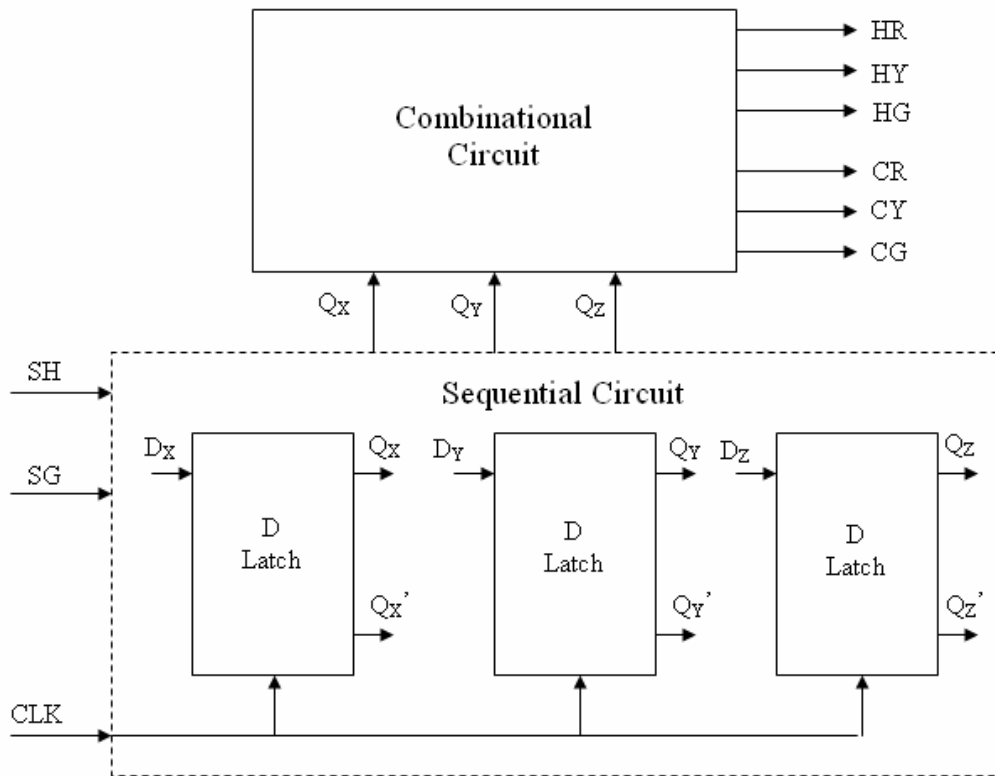 HR
HY
HG
Combinational
Circuit
CR
CY
CG
QX
QY
QZ
SH
Sequential Circuit
DX
QX
DY
QY
DZ
QZ
SG
D
Latch
D
Latch
D
Latch
QX'
QY'
QZ'
CLK